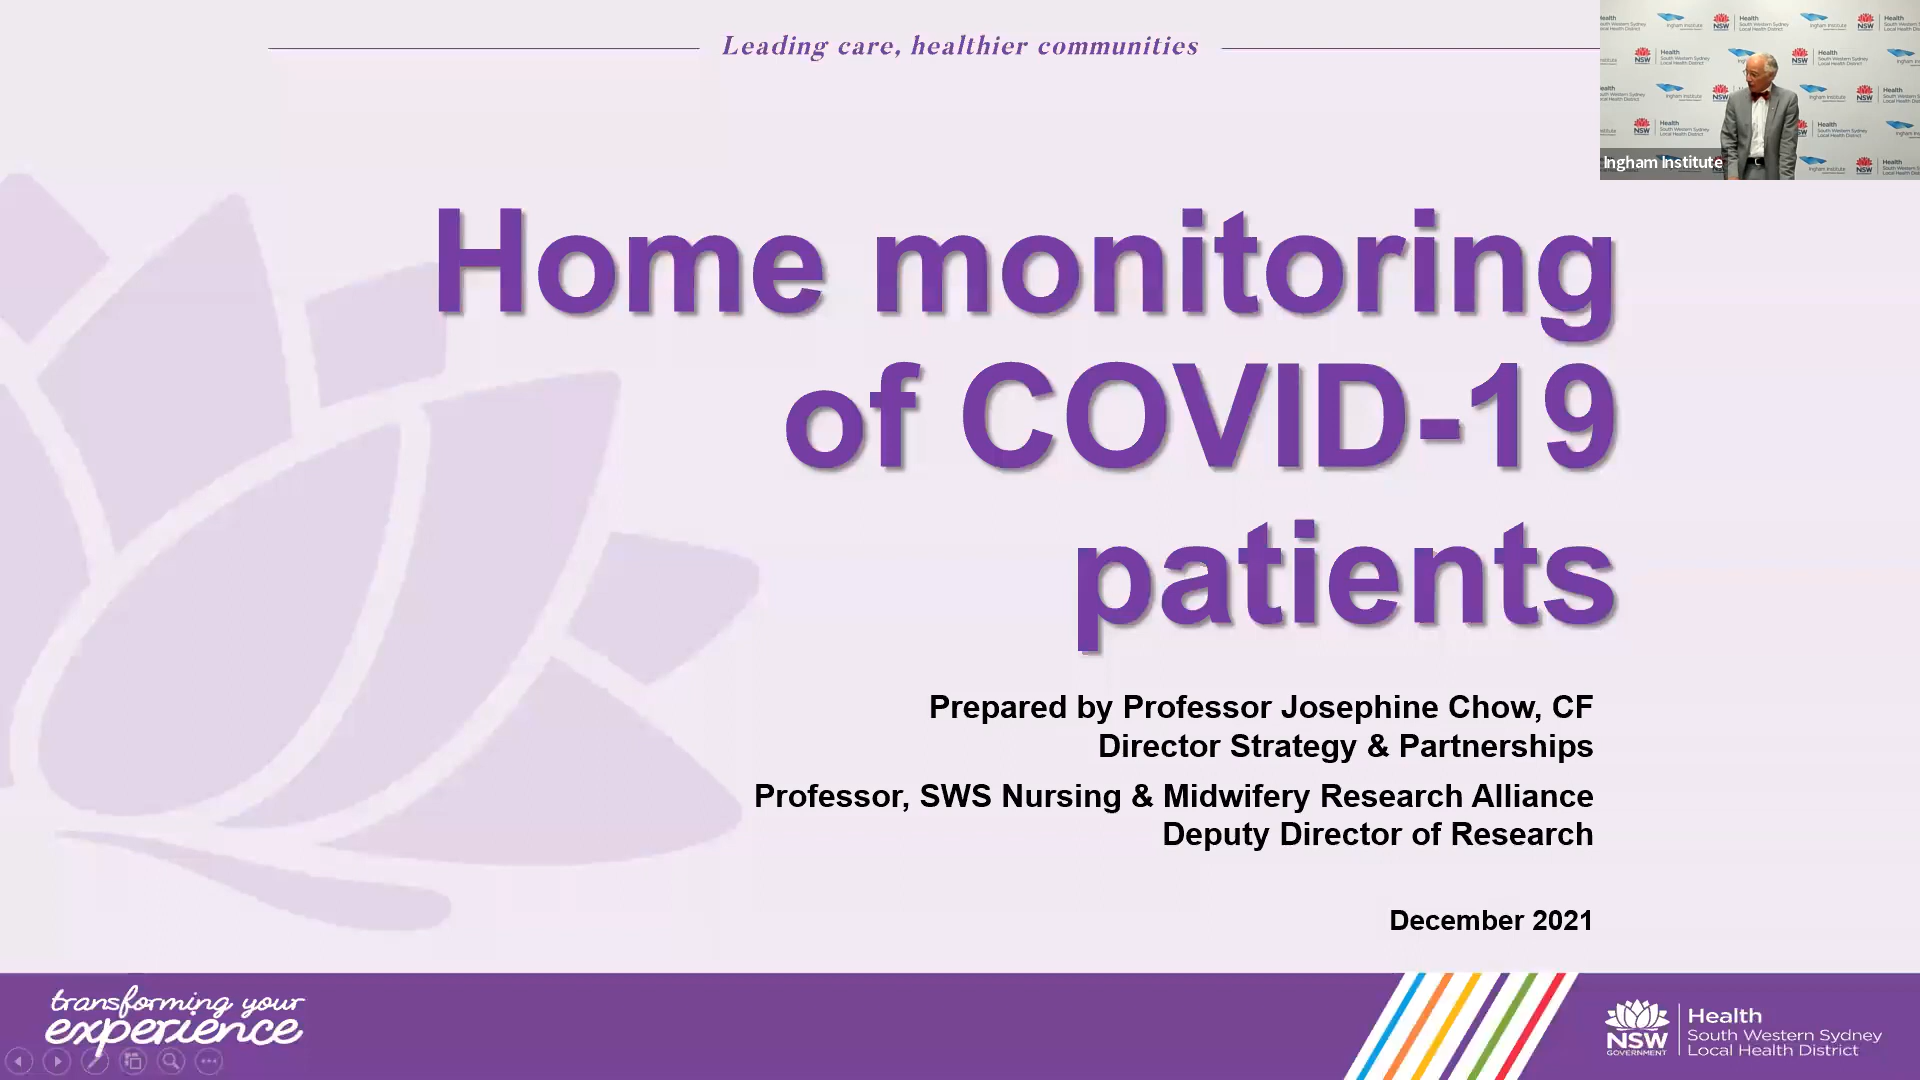 Leading care, healthier communities
Ingham Institute
Home monitoring
of COVID-19
patients
Prepared by Professor Josephine Chow, CF
Director Strategy & Partnerships
Professor, SWS Nursing & Midwifery Research Alliance
Deputy Director of Research
December 2021
transforming your
experience
NSW
GOVERNMENT
Health
South Western Sydney
Local Health District